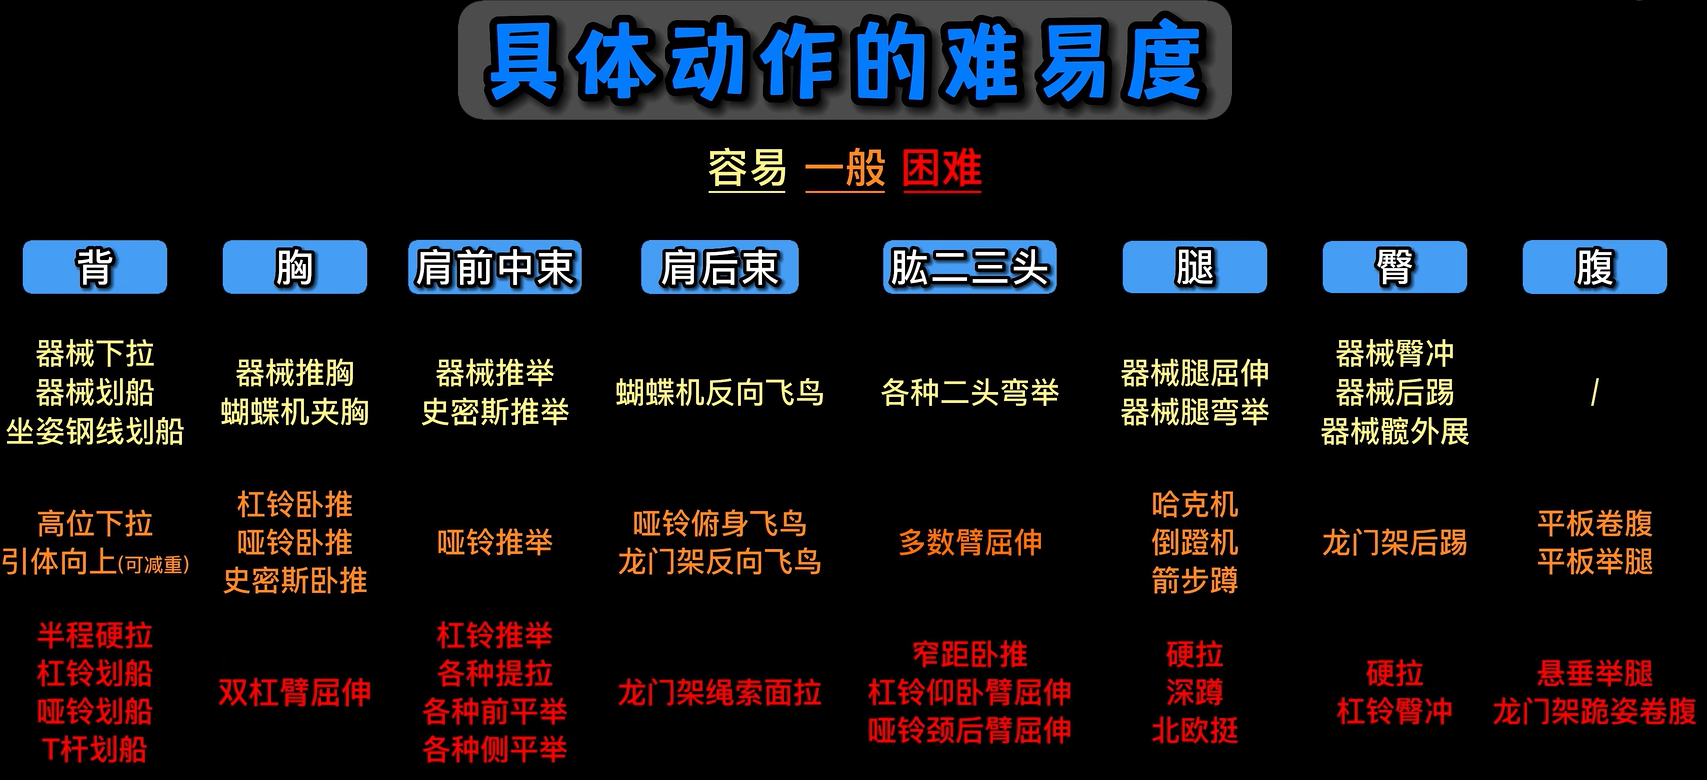 具体动作的难易度
容易 一般 困难
背 胸 肩前中束 肩后束 肱二三头 腿 臀 腹
器械下拉
器械划船
坐姿钢线划船
器械推胸
蝴蝶机夹胸
器械推举
史密斯推举
蝴蝶机反向飞鸟
各种二头弯举
器械腿屈伸
器械腿弯举
器械臀冲
器械后踢
器械髋外展
/
高位下拉
引体向上(可减重)
杠铃卧推
哑铃卧推
史密斯卧推
哑铃推举
哑铃俯身飞鸟
龙门架反向飞鸟
多数臂屈伸
哈克机
倒蹬机
箭步蹲
龙门架后踢
平板卷腹
平板举腿
半程硬拉
杠铃划船
哑铃划船
T杆划船
双杠臂屈伸
杠铃推举
各种提拉
各种前平举
各种侧平举
龙门架绳索面拉
窄距卧推
杠铃仰卧臂屈伸
哑铃颈后臂屈伸
硬拉
深蹲
北欧挺
硬拉
杠铃臀冲
悬垂举腿
龙门架跪姿卷腹